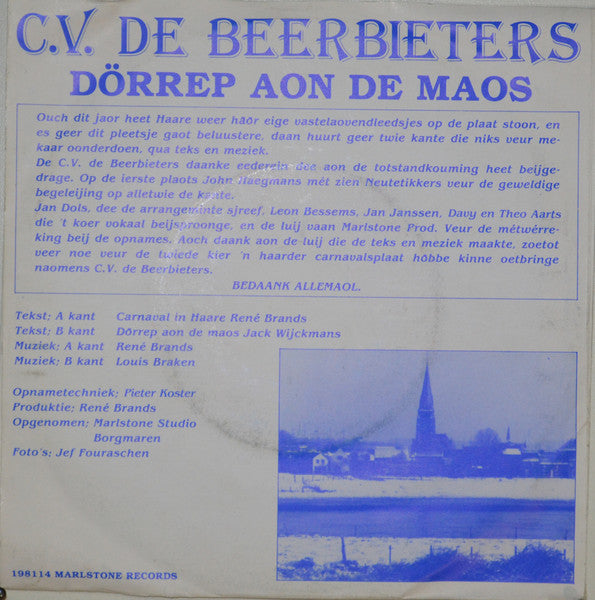 C.V. DE BEERBIETERS
DÖRREP AON DE MAOS
Ouch dit jaor heet Haare weer häör eige vastelaovendleedsjes op de plaat stoon, en
es geer dit pleetsje gaot beluustere, daan huurt geer twie kante die niks veur me-
kaar oonderdoen, qua teks en meziek.
De C.V. de Beerbieters daanke eederein dee aon de totstandkouming heet beijge-
drage. Op de ierste plaots John Haegmans mét zien Neutetikkers veur de geweldige
begeleijing op alletwie de kante.
Jan Dols, dee de arrangeminte sjreef, Leon Bessems, Jan Janssen, Davy en Theo Aarts
die 't koer vokaal beijsproonge, en de luij vaan Marlstone Prod. Veur de métwérre-
king beij de opnames. Aoch daank aon de luij die de teks en meziek maakte, zoetot
veer noe veur de twiede kier 'n haarder carnavalsplaat höbbe kinne oetbringe
naomens C.V. de Beerbieters.
BEDAANK ALLEMAOL.
Tekst; A kant Carnaval in Haare René Brands
Tekst; B kant Dörrep aon de maos Jack Wijckmans
Muziek; A kant René Brands
Muziek; B kant Louis Braken
Opnametechniek; Pieter Koster
Produktie; René Brands
Opgenomen; Marlstone Studio
Borgmaren
Foto's; Jef Fouraschen
198114 MARLSTONE RECORDS